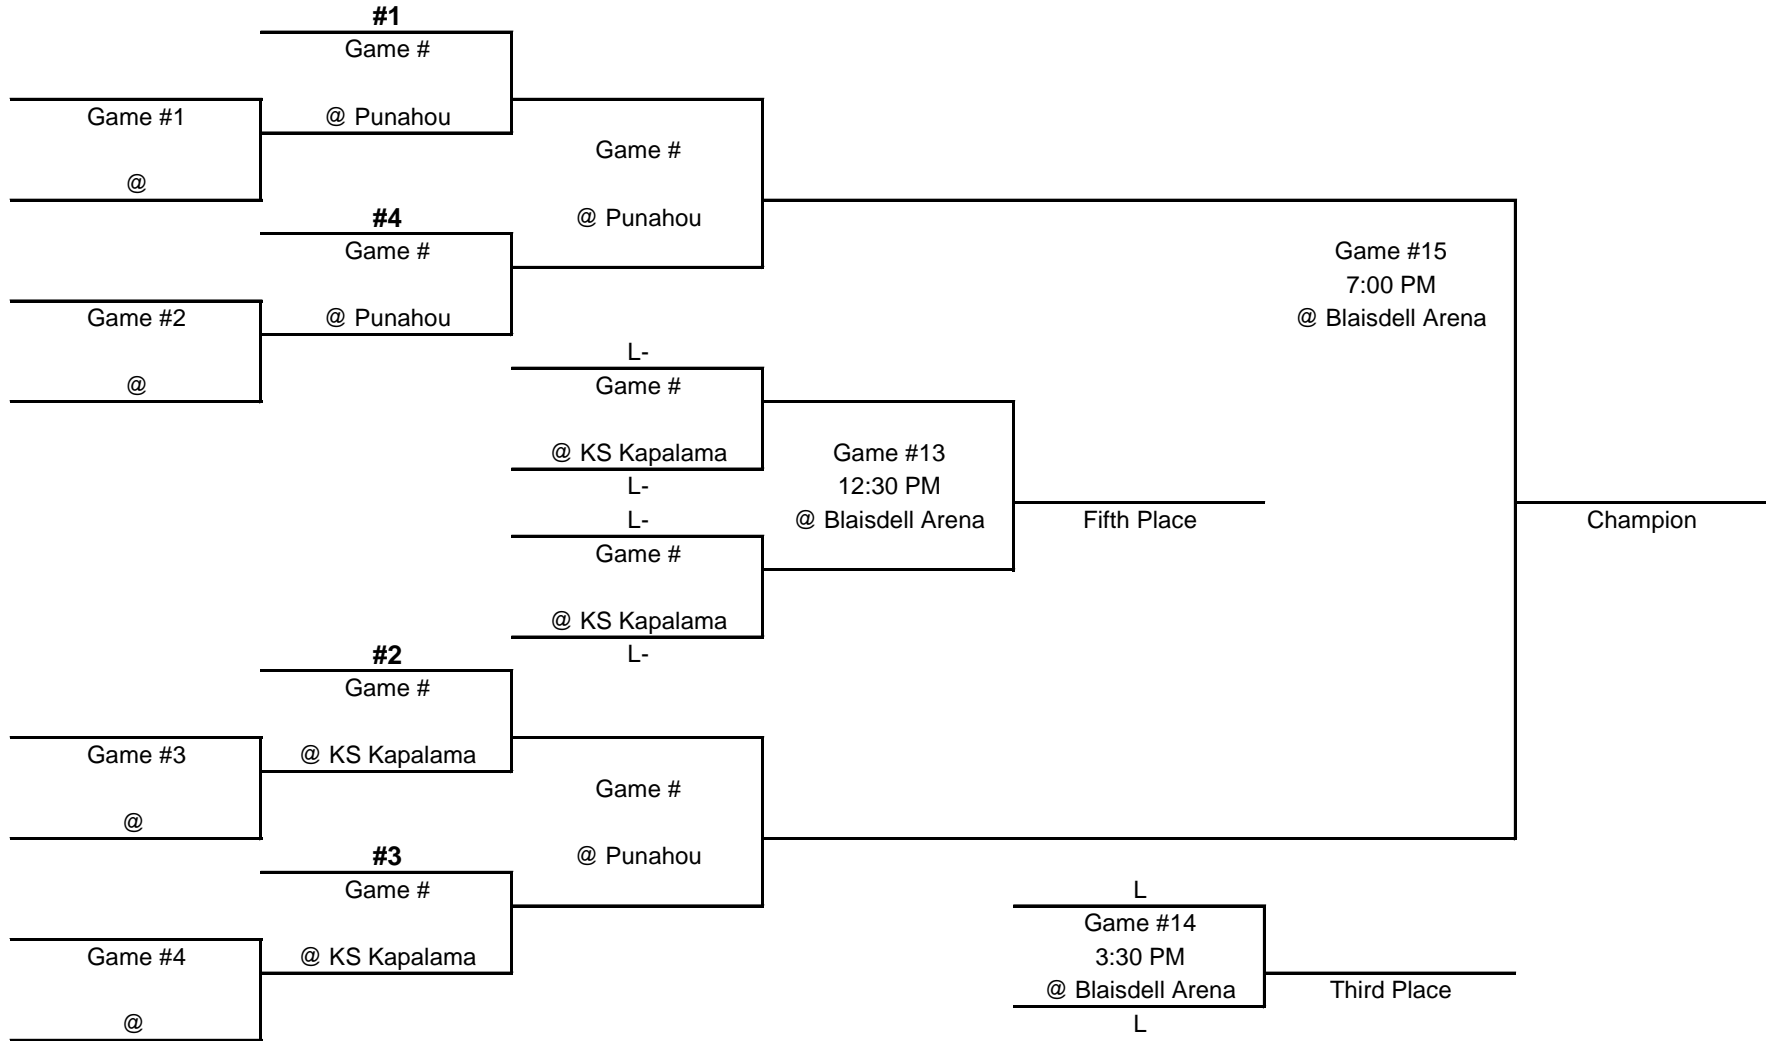 #1
Game #
@ Punahou
Game #1
@
#4
Game #
@ Punahou
Game #2
@
Game #
@ Punahou
L-
Game #
@ KS Kapalama
L-
L-
Game #
@ KS Kapalama
L-
Game #13
12:30 PM
@ Blaisdell Arena
Fifth Place
Game #15
7:00 PM
@ Blaisdell Arena
Champion
#2
Game #
@ KS Kapalama
Game #3
@
#3
Game #
@ KS Kapalama
Game #4
@
Game #
@ Punahou
L
Game #14
3:30 PM
@ Blaisdell Arena
L
Third Place